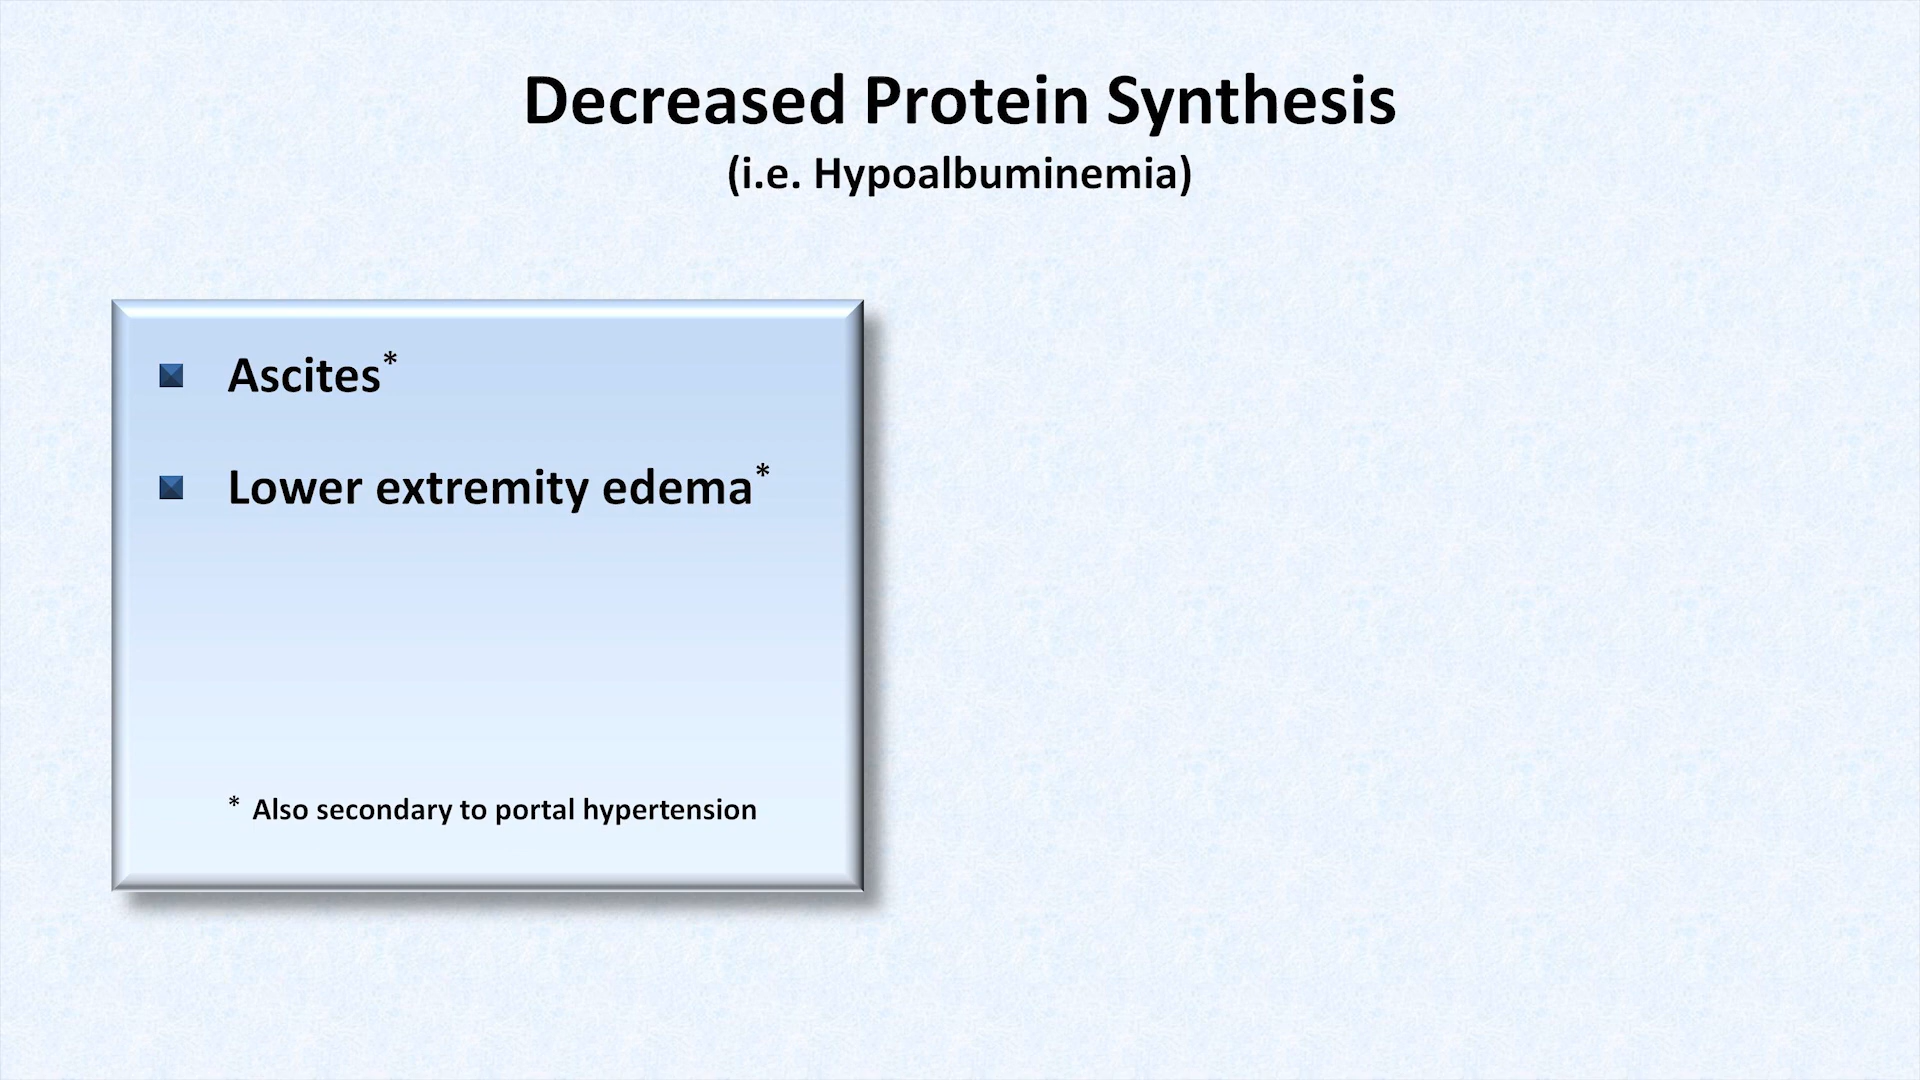 Decreased Protein Synthesis
(i.e. Hypoalbuminemia)
Ascites*
Lower extremity edema*
* Also secondary to portal hypertension